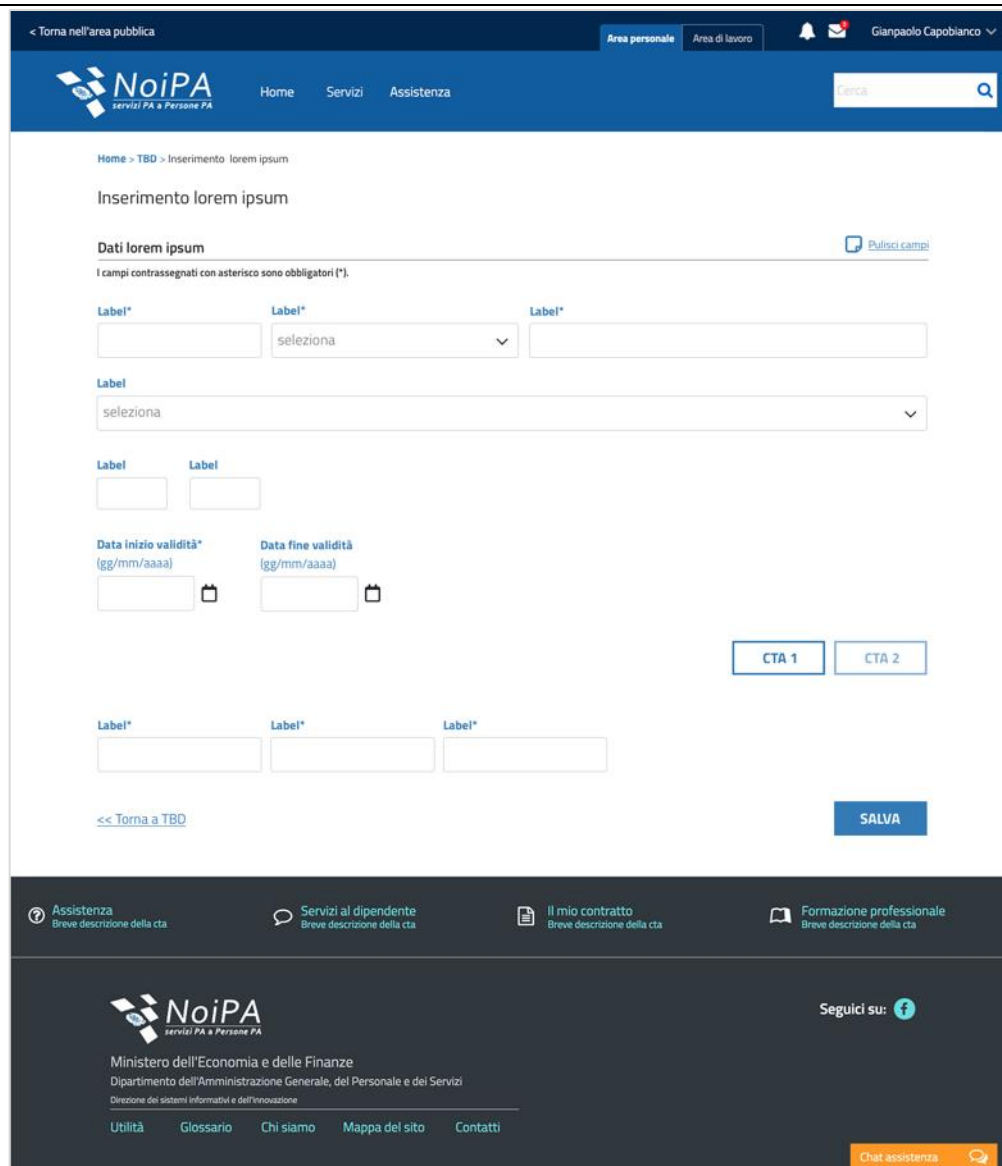 < Torna nell'area pubblica
Area personale
Area di lavoro
Gianpaolo Capobianco
NoiPA
servizi PA a Persone PA
Home Servizi Assistenza
Cerca
Home > TBD > Inserimento lorem ipsum
Inserimento lorem ipsum
Dati lorem ipsum
Pulisci campi
I campi contrassegnati con asterisco sono obbligatori (*).
Label* Label* Label*
seleziona
Label
seleziona
Label Label
Data inizio validità* Data fine validità
(gg/mm/aaaa) (gg/mm/aaaa)
CTA 1 CTA 2
Label* Label* Label*
<< Torna a TBD
SALVA
Assistenza
Breve descrizione della cta
Servizi al dipendente
Breve descrizione della cta
Il mio contratto
Breve descrizione della cta
Formazione professionale
Breve descrizione della cta
NoiPA
servizi PA a Persone PA
Seguici su:
Ministero dell'Economia e delle Finanze
Dipartimento dell'Amministrazione Generale, del Personale e dei Servizi
Direzione dei sistemi informativi e dell'innovazione
Utilità Glossario Chi siamo Mappa del sito Contatti
Chat assistenza